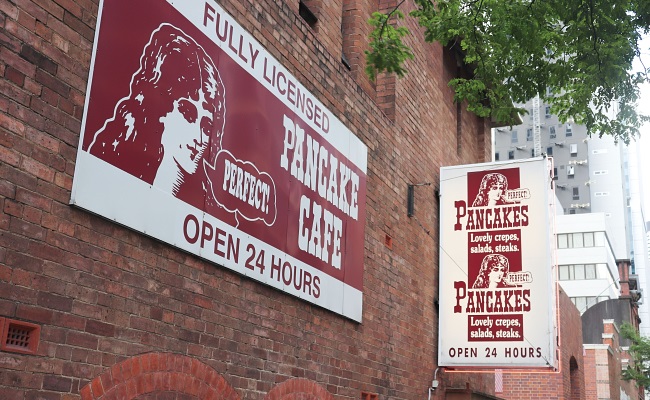 FULLY LICENSED
PANCAKE
CAFE
PERFECT!
OPEN 24 HOURS
PERFECT!
PANCAKES
Lovely crepes,
salads, steaks.
PERFECT!
PANCAKES
Lovely crepes,
salads, steaks.
OPEN 24 HOURS